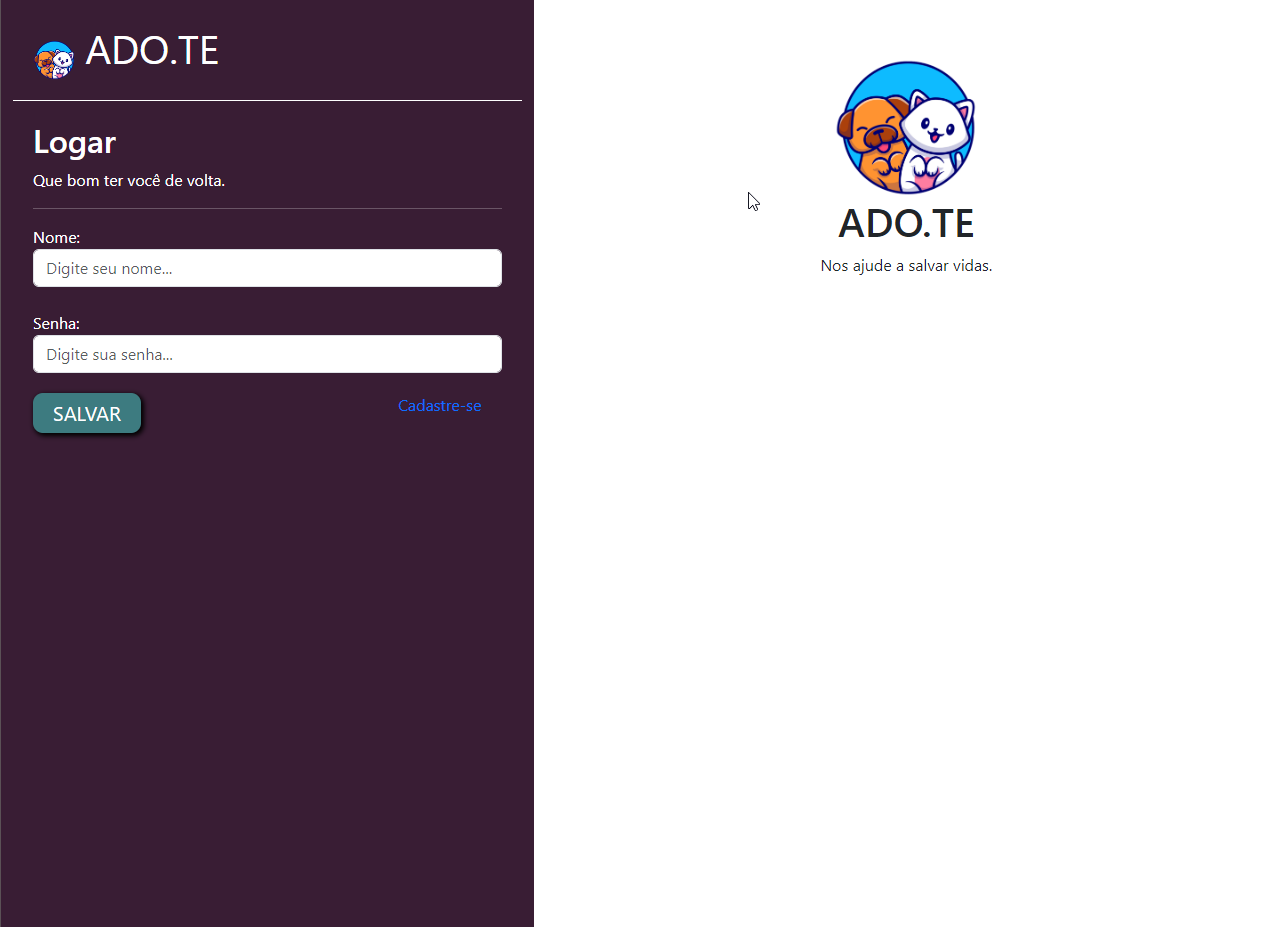 ADO.TE
Logar
Que bom ter você de volta.
Nome:
Digite seu nome...
Senha:
Digite sua senha...
SALVAR
Cadastre-se
ADO.TE
Nos ajude a salvar vidas.